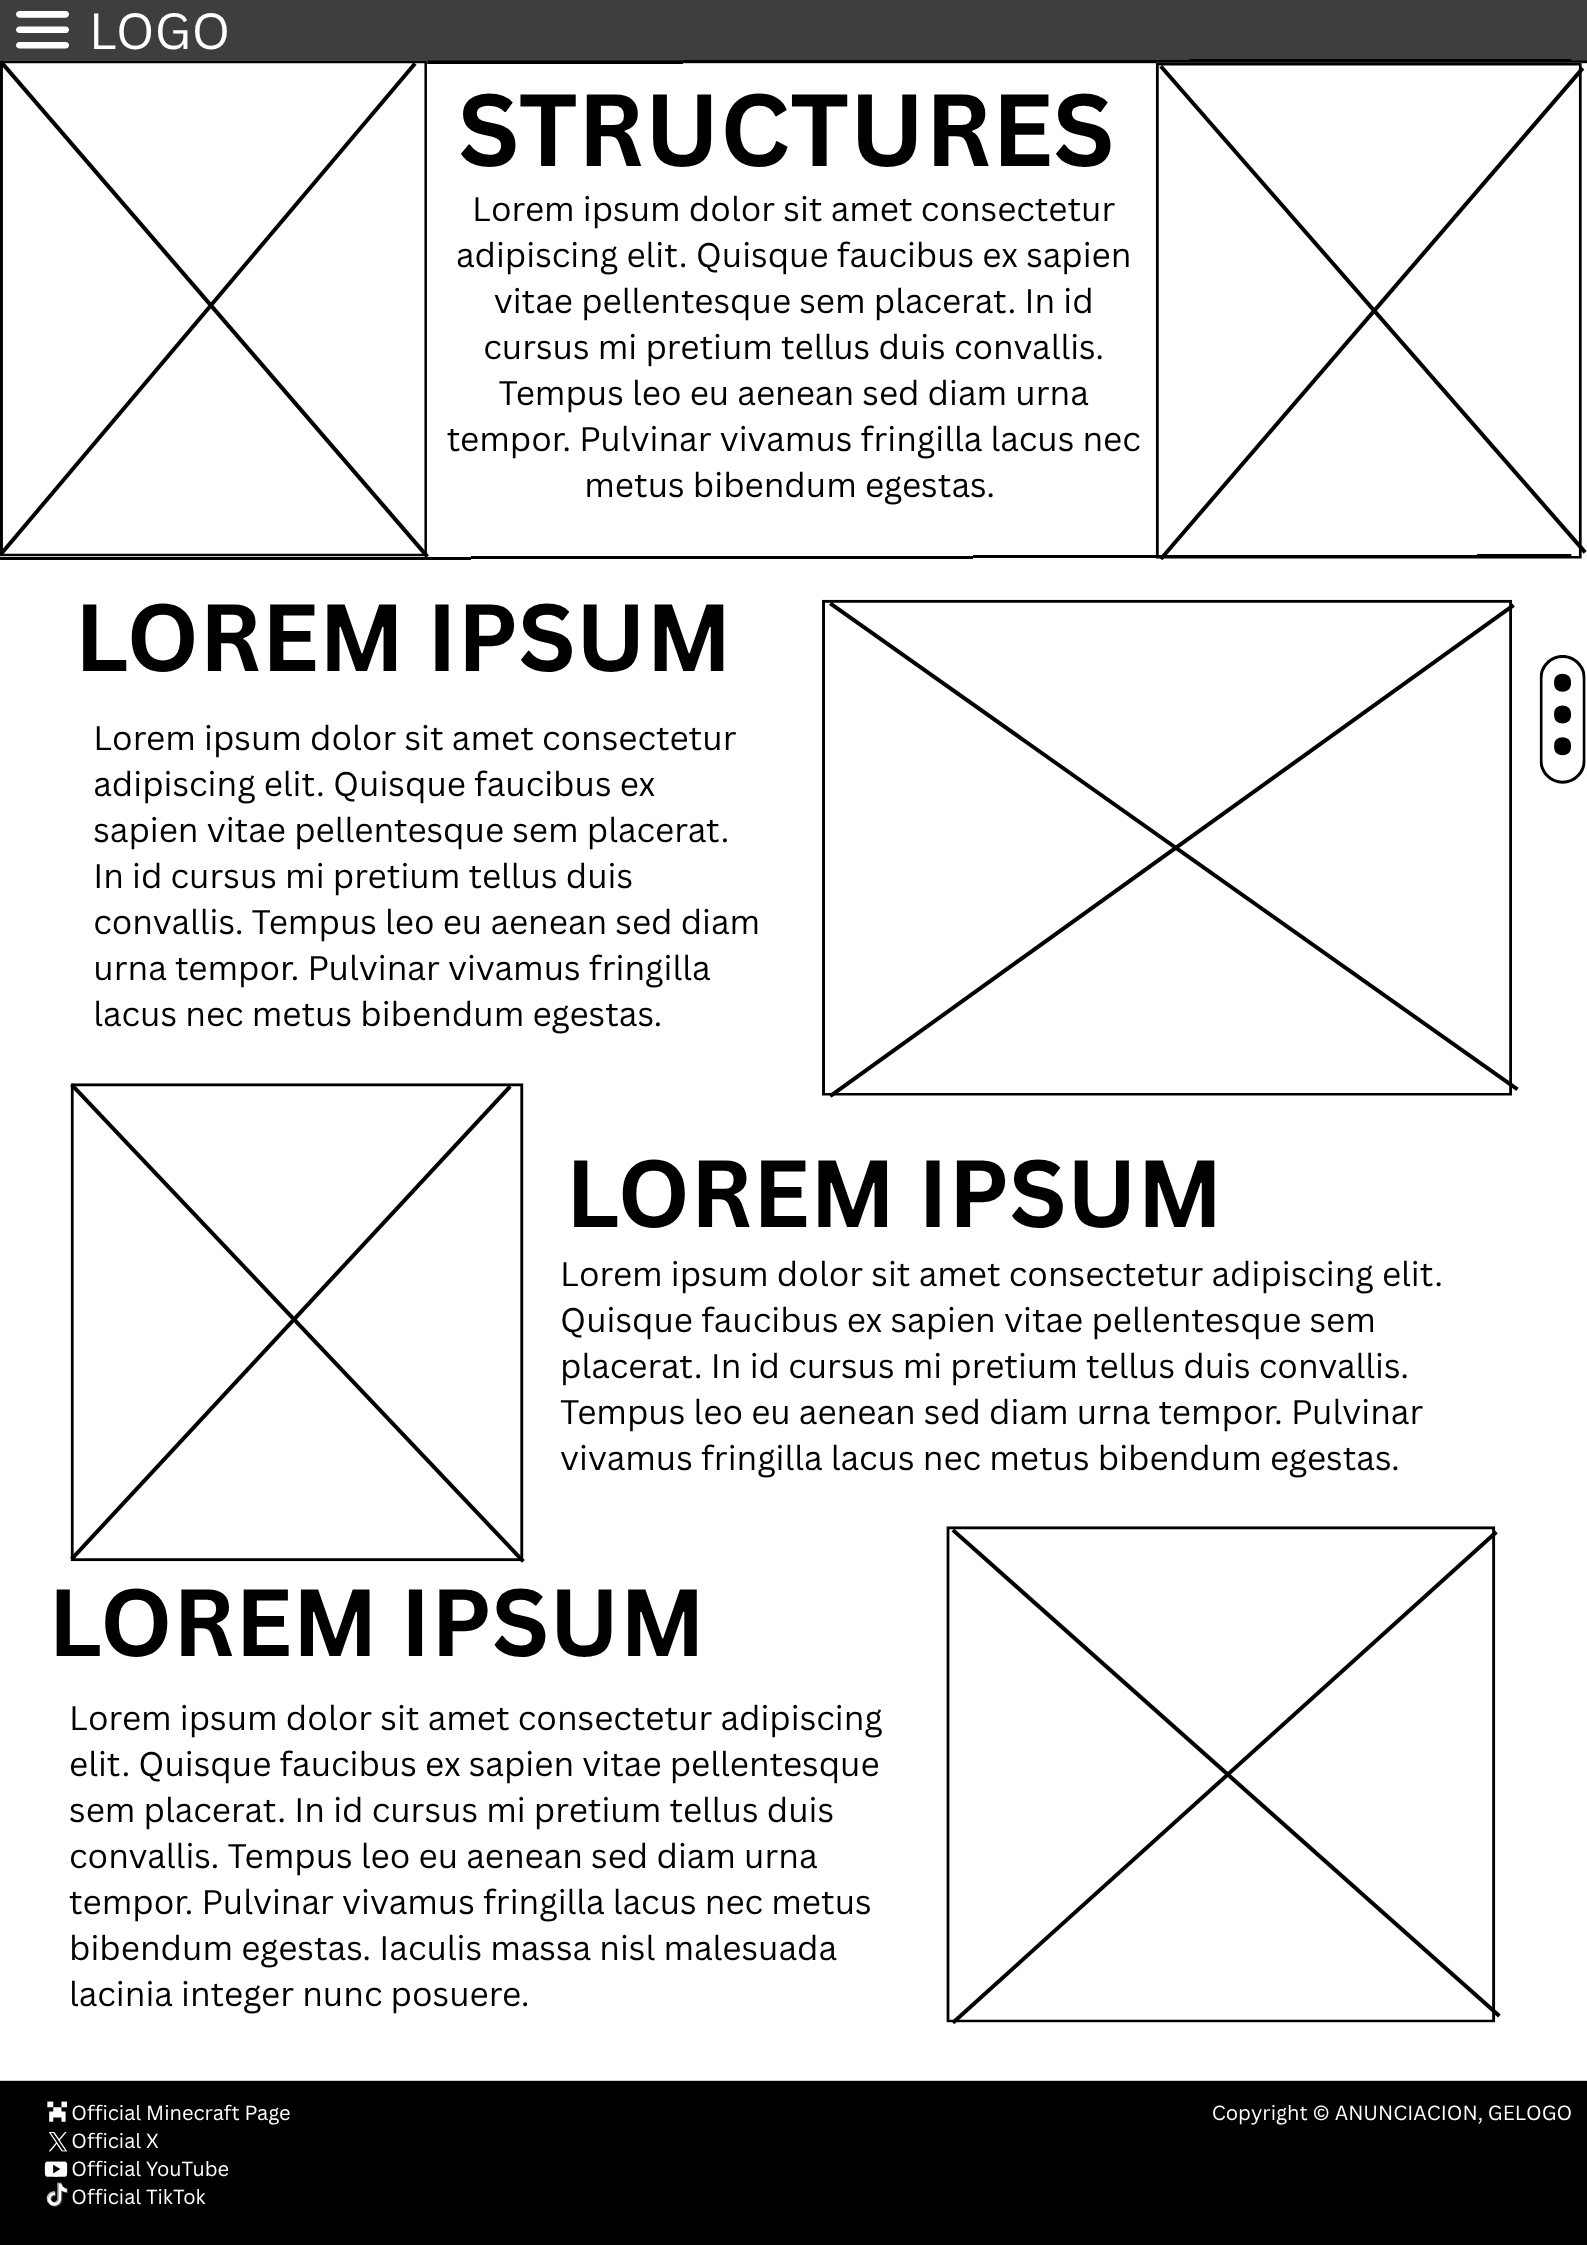 LOGO
STRUCTURES
Lorem ipsum dolor sit amet consectetur
adipiscing elit. Quisque faucibus ex sapien
vitae pellentesque sem placerat. In id
cursus mi pretium tellus duis convallis.
Tempus leo eu aenean sed diam urna
tempor. Pulvinar vivamus fringilla lacus nec
metus bibendum egestas.
LOREM IPSUM
Lorem ipsum dolor sit amet consectetur
adipiscing elit. Quisque faucibus ex
sapien vitae pellentesque sem placerat.
In id cursus mi pretium tellus duis
convallis. Tempus leo eu aenean sed diam
urna tempor. Pulvinar vivamus fringilla
lacus nec metus bibendum egestas.
LOREM IPSUM
Lorem ipsum dolor sit amet consectetur adipiscing elit.
Quisque faucibus ex sapien vitae pellentesque sem
placerat. In id cursus mi pretium tellus duis convallis.
Tempus leo eu aenean sed diam urna tempor. Pulvinar
vivamus fringilla lacus nec metus bibendum egestas.
LOREM IPSUM
Lorem ipsum dolor sit amet consectetur adipiscing
elit. Quisque faucibus ex sapien vitae pellentesque
sem placerat. In id cursus mi pretium tellus duis
convallis. Tempus leo eu aenean sed diam urna
tempor. Pulvinar vivamus fringilla lacus nec metus
bibendum egestas. Iaculis massa nisl malesuada
lacinia integer nunc posuere.
Official Minecraft Page
Official X
Official YouTube
Official TikTok
Copyright © ANUNCIACION, GELOGO